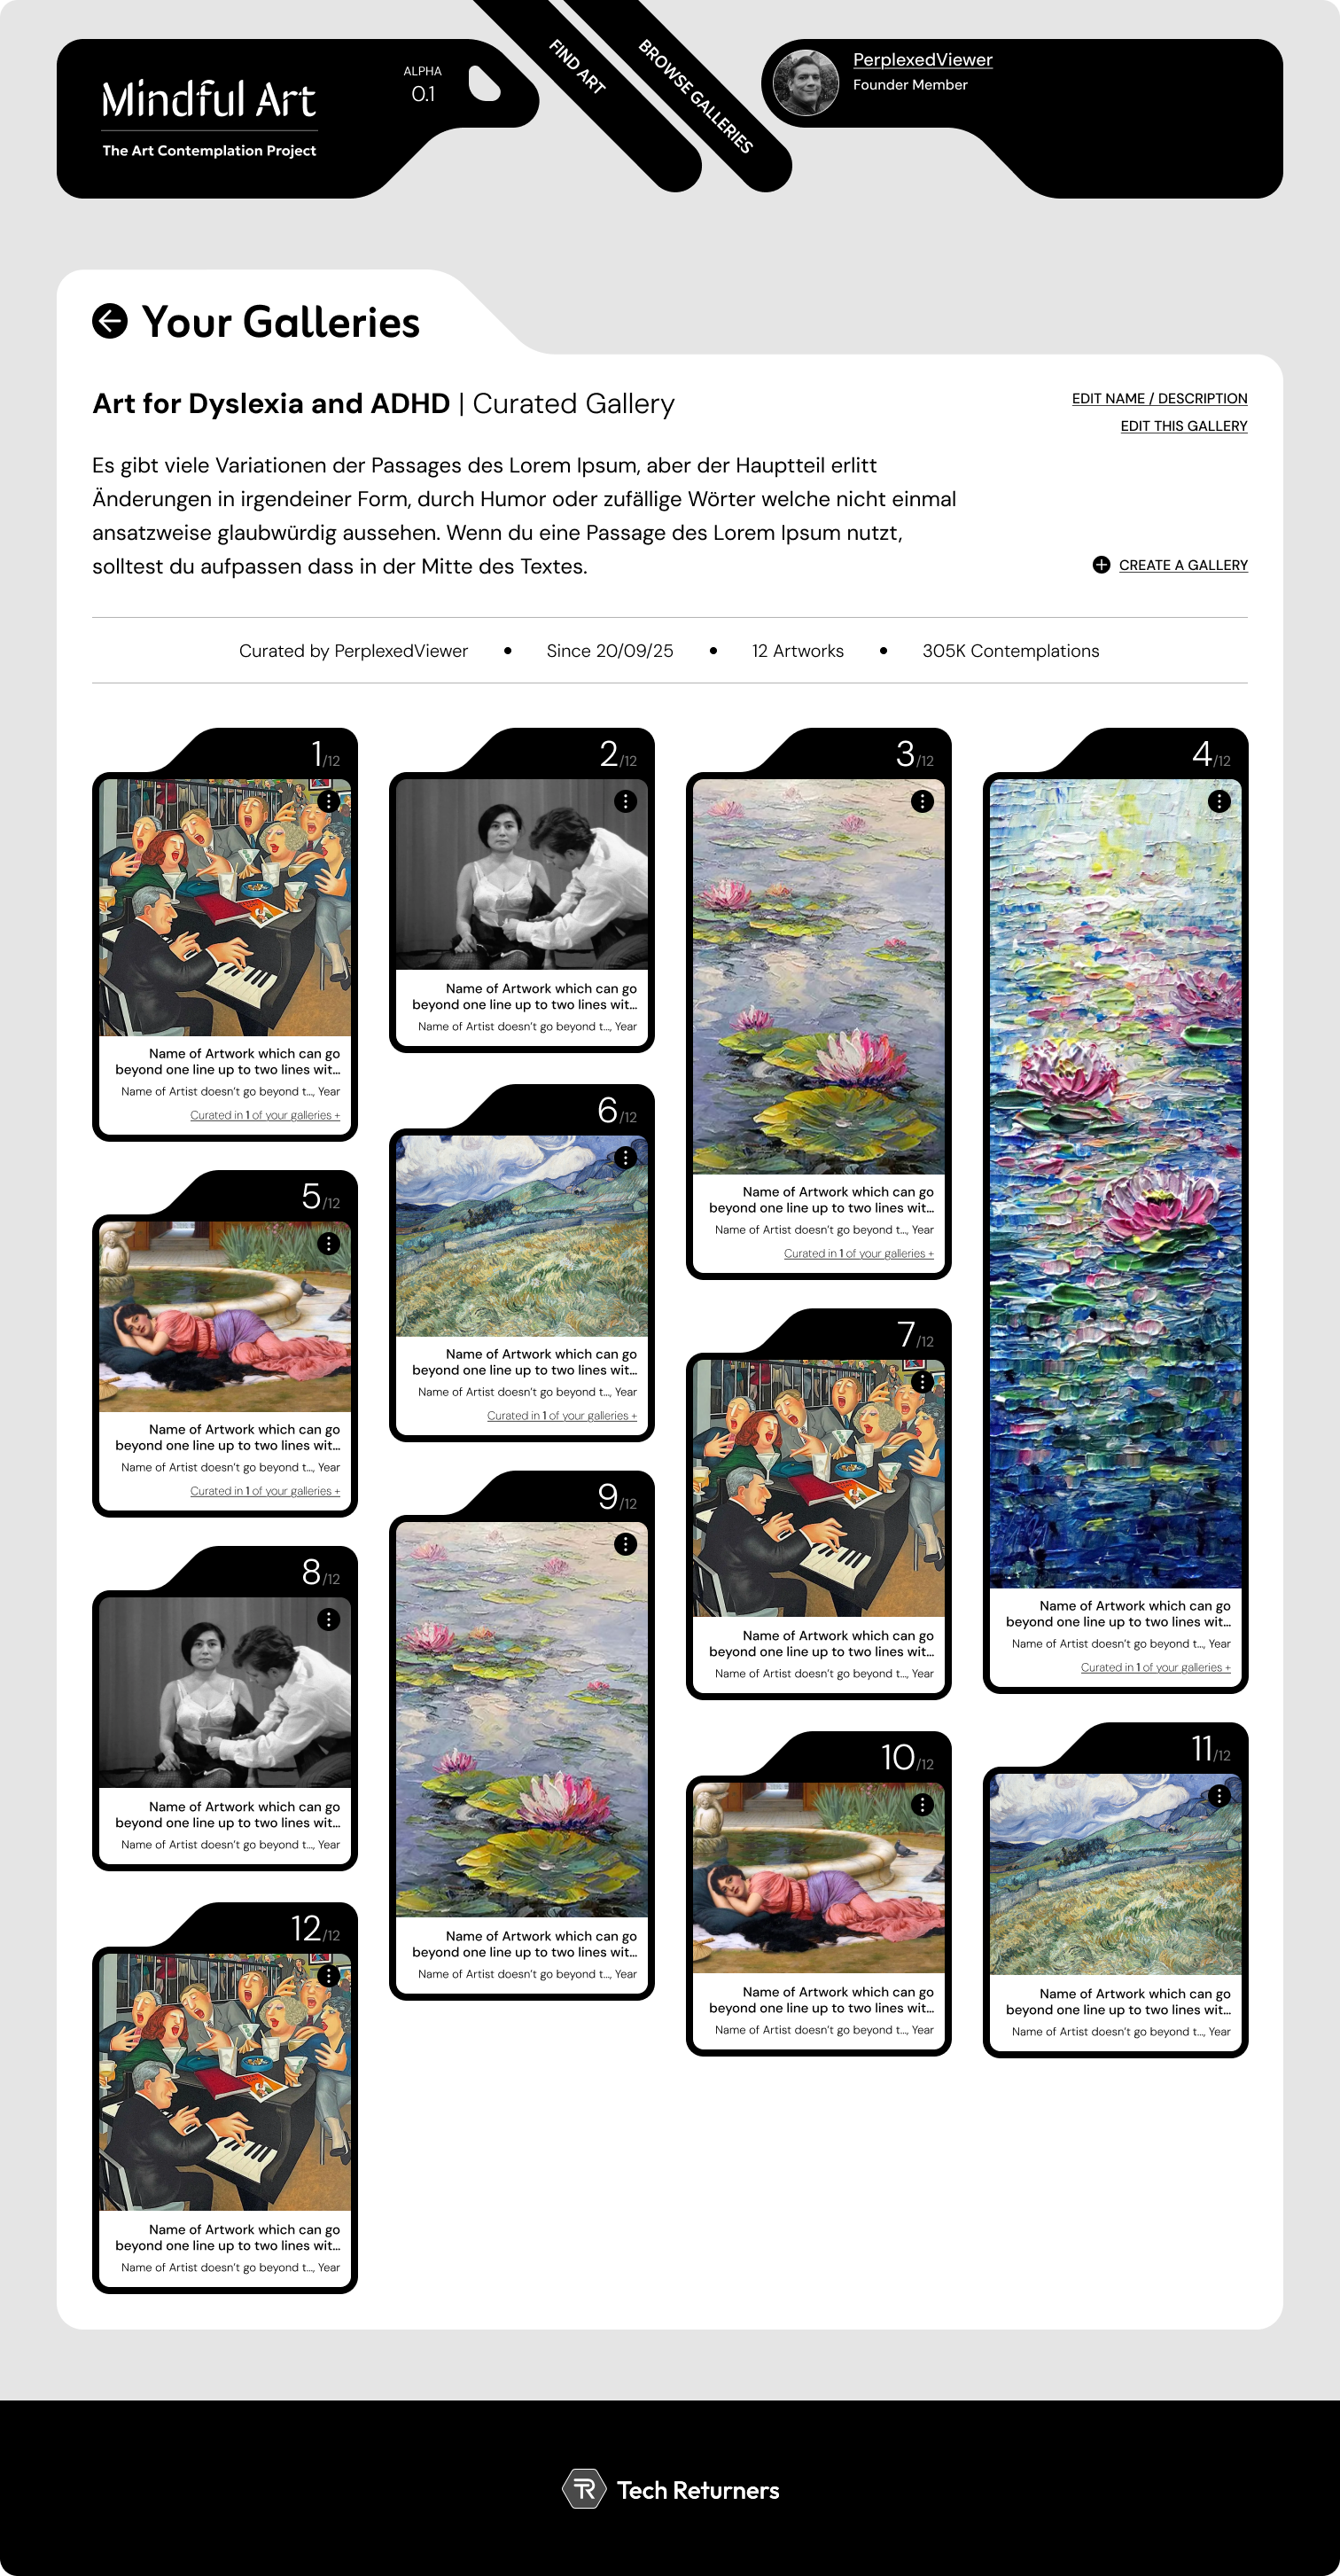 Mindful Art
The Art Contemplation Project
ALPHA
0.1
FIND ART
BROWSE GALLERIES
PerplexedViewer
Founder Member
Your Galleries
Art for Dyslexia and ADHD | Curated Gallery
EDIT NAME / DESCRIPTION
EDIT THIS GALLERY
Es gibt viele Variationen der Passages des Lorem Ipsum, aber der Hauptteil erlitt
Änderungen in irgendeiner Form, durch Humor oder zufällige Wörter welche nicht einmal
ansatzweise glaubwürdig aussehen. Wenn du eine Passage des Lorem Ipsum nutzt,
solltest du aufpassen dass in der Mitte des Textes.
CREATE A GALLERY
Curated by PerplexedViewer • Since 20/09/25 • 12 Artworks • 305K Contemplations
1/12
Name of Artwork which can go
beyond one line up to two lines wit...
Name of Artist doesn't go beyond t..., Year
Curated in 1 of your galleries +
2/12
Name of Artwork which can go
beyond one line up to two lines wit...
Name of Artist doesn't go beyond t..., Year
3/12
Name of Artwork which can go
beyond one line up to two lines wit...
Name of Artist doesn't go beyond t..., Year
Curated in 1 of your galleries +
4/12
Name of Artwork which can go
beyond one line up to two lines wit...
Name of Artist doesn't go beyond t..., Year
Curated in 1 of your galleries +
5/12
Name of Artwork which can go
beyond one line up to two lines wit...
Name of Artist doesn't go beyond t..., Year
Curated in 1 of your galleries +
6/12
Name of Artwork which can go
beyond one line up to two lines wit...
Name of Artist doesn't go beyond t..., Year
Curated in 1 of your galleries +
7/12
Name of Artwork which can go
beyond one line up to two lines wit...
Name of Artist doesn't go beyond t..., Year
8/12
Name of Artwork which can go
beyond one line up to two lines wit...
Name of Artist doesn't go beyond t..., Year
9/12
Name of Artwork which can go
beyond one line up to two lines wit...
Name of Artist doesn't go beyond t..., Year
10/12
Name of Artwork which can go
beyond one line up to two lines wit...
Name of Artist doesn't go beyond t..., Year
11/12
Name of Artwork which can go
beyond one line up to two lines wit...
Name of Artist doesn't go beyond t..., Year
12/12
Name of Artwork which can go
beyond one line up to two lines wit...
Name of Artist doesn't go beyond t..., Year
TR Tech Returners